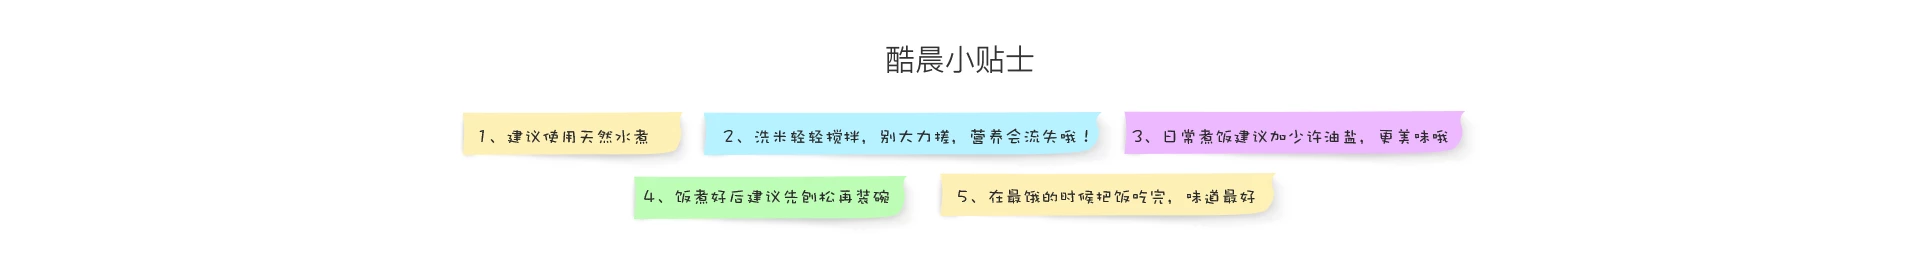 酷晨小贴士
1、建议使用天然水煮
2、洗米轻轻搅拌，别大力搓，营养会流失哦！
3、日常煮饭建议加少许油盐，更美味哦
4、饭煮好后建议先刨松再装碗
5、在最饿的时候把饭吃完，味道最好